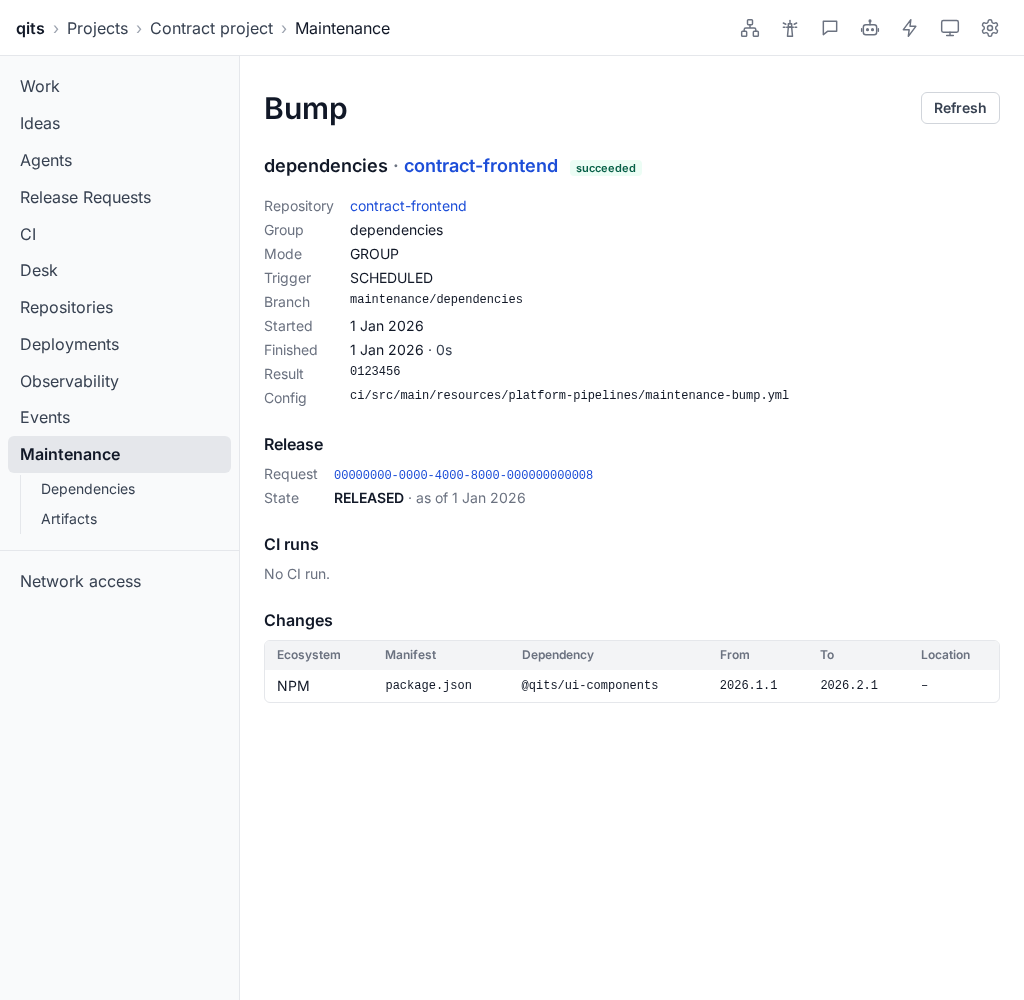 qits › Projects › Contract project › Maintenance
Work
Ideas
Agents
Release Requests
CI
Desk
Repositories
Deployments
Observability
Events
Maintenance
Dependencies
Artifacts
Network access
Bump
Refresh
dependencies · contract-frontend succeeded
Repository contract-frontend
Group dependencies
Mode GROUP
Trigger SCHEDULED
Branch maintenance/dependencies
Started 1 Jan 2026
Finished 1 Jan 2026 · 0s
Result 0123456
Config ci/src/main/resources/platform-pipelines/maintenance-bump.yml
Release
Request 00000000-0000-4000-8000-000000000008
State RELEASED · as of 1 Jan 2026
CI runs
No CI run.
Changes
Ecosystem Manifest Dependency From To Location
NPM package.json @qits/ui-components 2026.1.1 2026.2.1 –